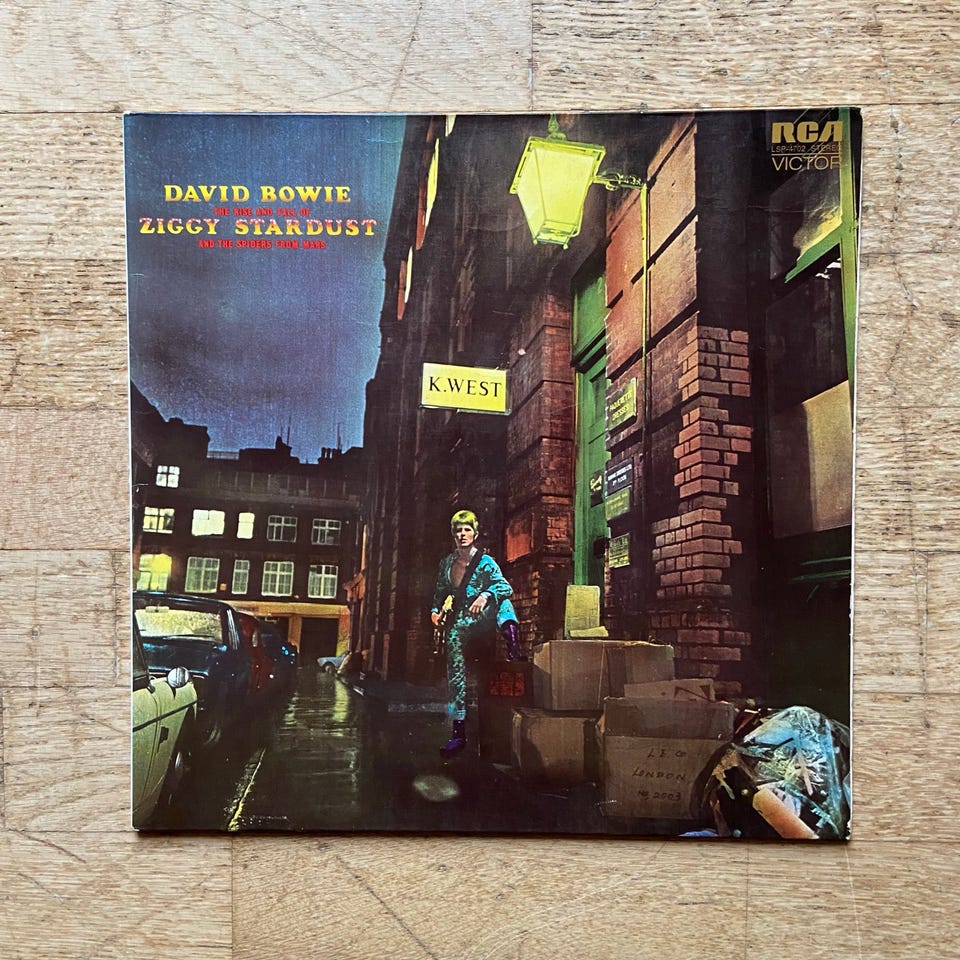 DAVID BOWIE
THE RISE AND FALL OF
ZIGGY STARDUST
AND THE SPIDERS FROM MARS
RCA
LSP-4702 STEREO
VICTOR
K.WEST
L.E. CO
LONDON